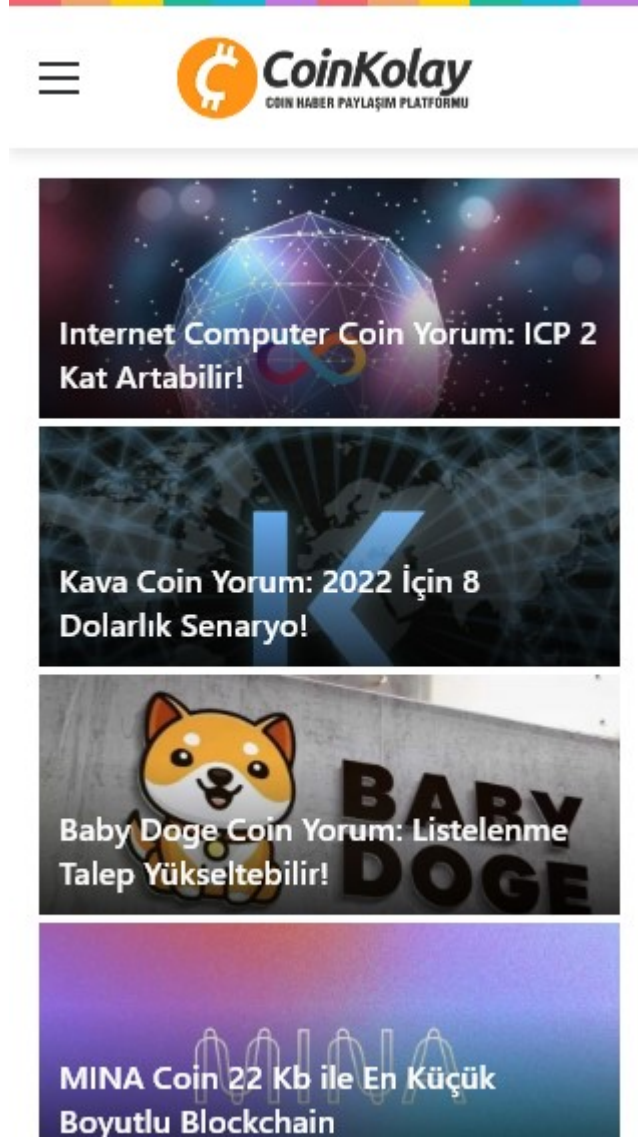 CoinKolay
COIN HABER PAYLAŞIM PLATFORMU
Internet Computer Coin Yorum: ICP 2
Kat Artabilir!
Kava Coin Yorum: 2022 İçin 8
Dolarlık Senaryo!
BABY
DOGE
Baby Doge Coin Yorum: Listelenme
Talep Yükseltebilir!
MINA
MINA Coin 22 Kb ile En Küçük
Boyutlu Blockchain